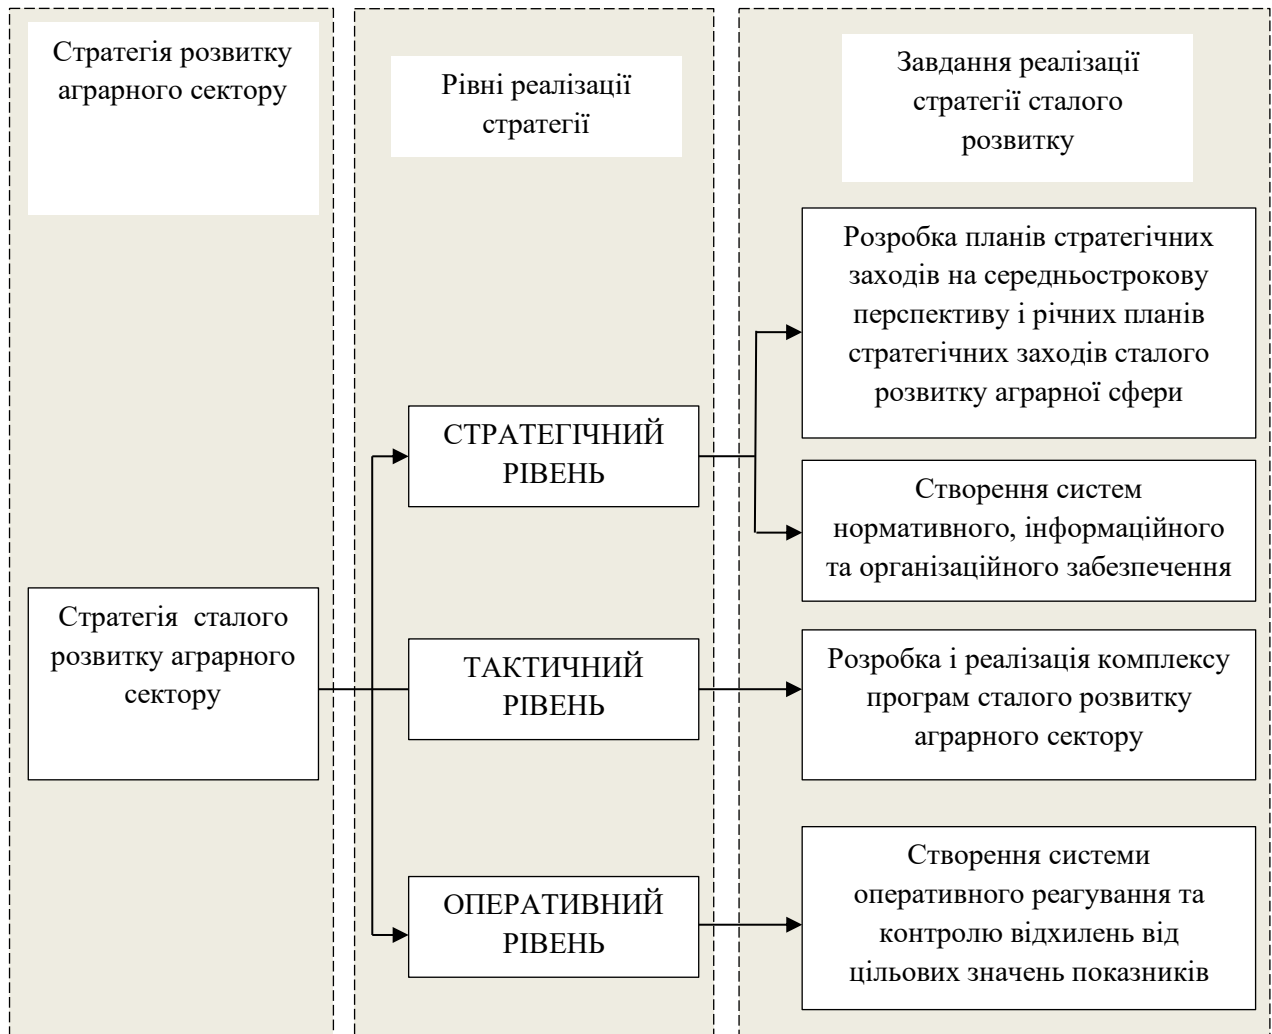 Стратегія розвитку
аграрного сектору
Рівні реалізації
стратегії
Завдання реалізації
стратегії сталого
розвитку
Розробка планів стратегічних
заходів на середньострокову
перспективу і річних планів
стратегічних заходів сталого
розвитку аграрної сфери
СТРАТЕГІЧНИЙ
РІВЕНЬ
Створення систем
нормативного, інформаційного
та організаційного забезпечення
Стратегія сталого
розвитку аграрного
сектору
ТАКТИЧНИЙ
РІВЕНЬ
Розробка і реалізація комплексу
програм сталого розвитку
аграрного сектору
ОПЕРАТИВНИЙ
РІВЕНЬ
Створення системи
оперативного реагування та
контролю відхилень від
цільових значень показників